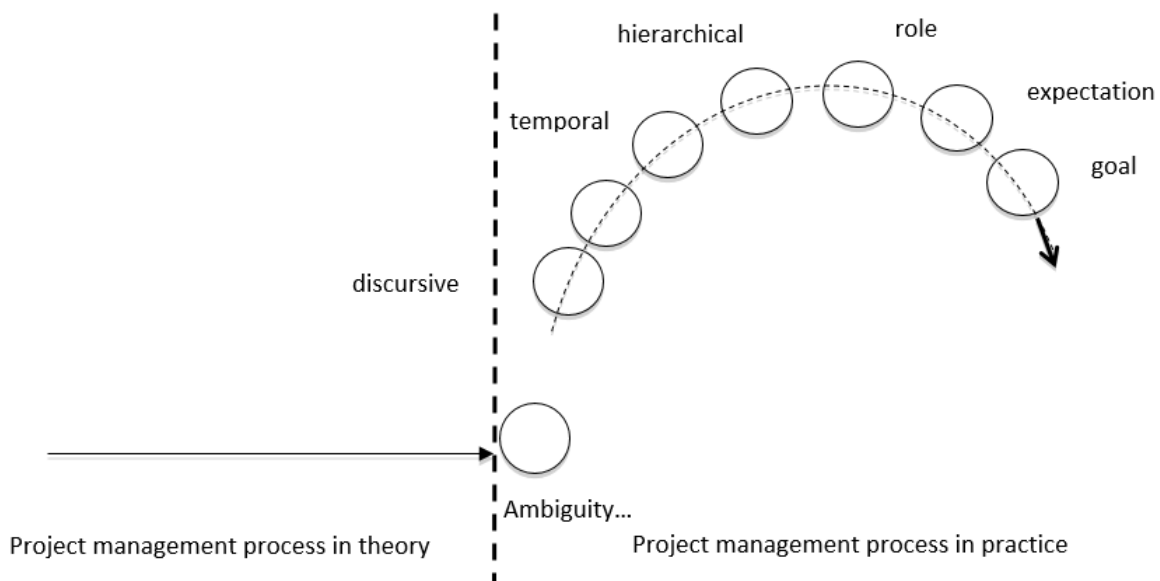 hierarchical
role
temporal
expectation
goal
discursive
Ambiguity...
Project management process in theory
Project management process in practice